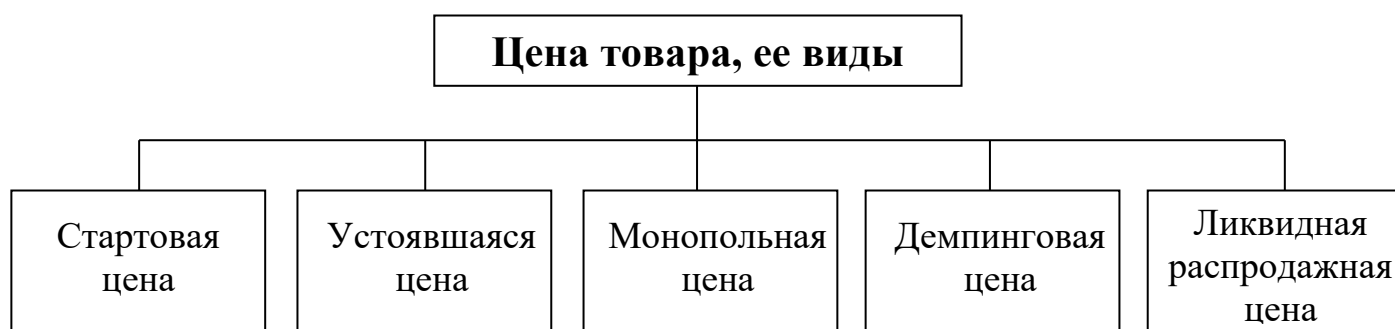 Цена товара, ее виды
Стартовая
цена
Устоявшаяся
цена
Монопольная
цена
Демпинговая
цена
Ликвидная
распродажная
цена